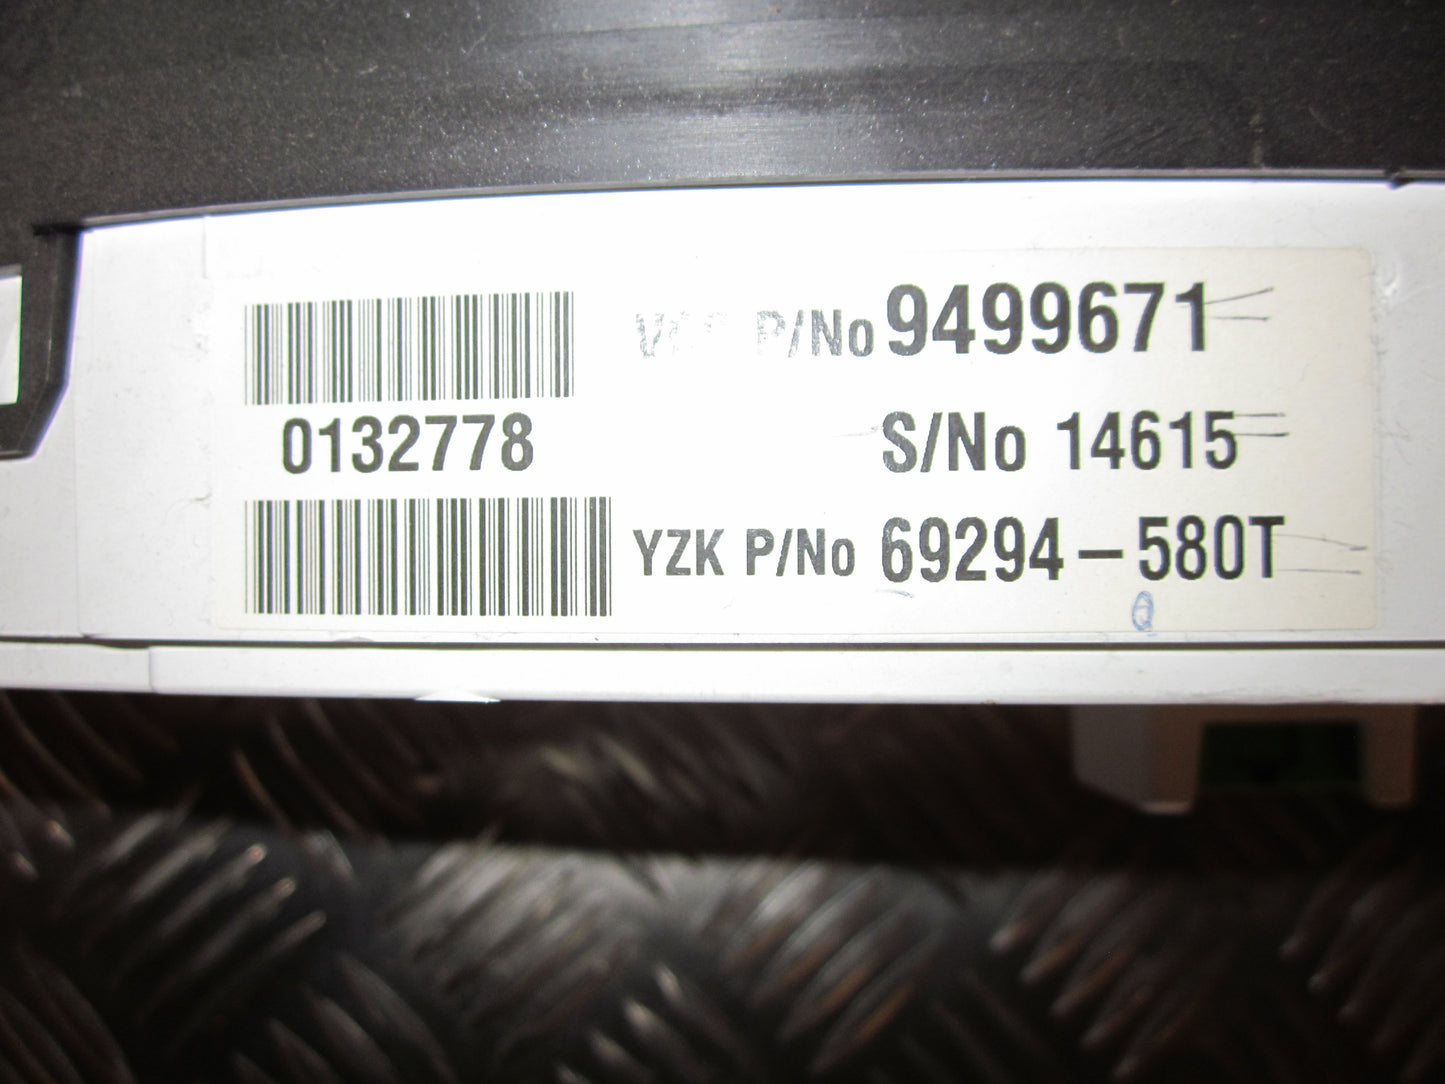 P/No 9499671
0132778
S/No 14615
YZK P/No 69294-580T